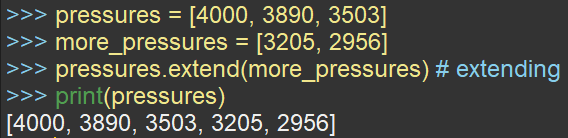 >>> pressures = [4000, 3890, 3503]
>>> more_pressures = [3205, 2956]
>>> pressures.extend(more_pressures) # extending
>>> print(pressures)
[4000, 3890, 3503, 3205, 2956]